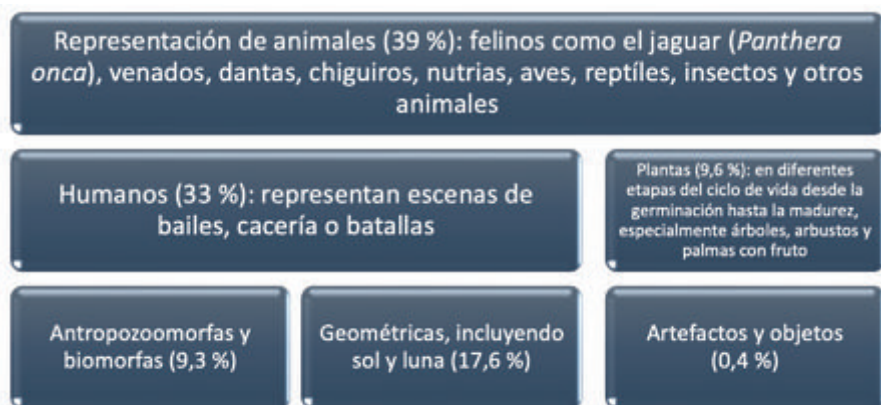 Representación de animales (39 %): felinos como el jaguar (Panthera
onca), venados, dantas, chiguiros, nutrias, aves, reptíles, insectos y otros
animales
Humanos (33 %): representan escenas de
bailes, cacería o batallas
Plantas (9,6 %): en diferentes
etapas del ciclo de vida desde la
germinación hasta la madurez,
especialmente árboles, arbustos y
palmas con fruto
Antropozoomorfas y
biomorfas (9,3 %)
Geométricas, incluyendo
sol y luna (17,6 %)
Artefactos y objetos
(0,4 %)